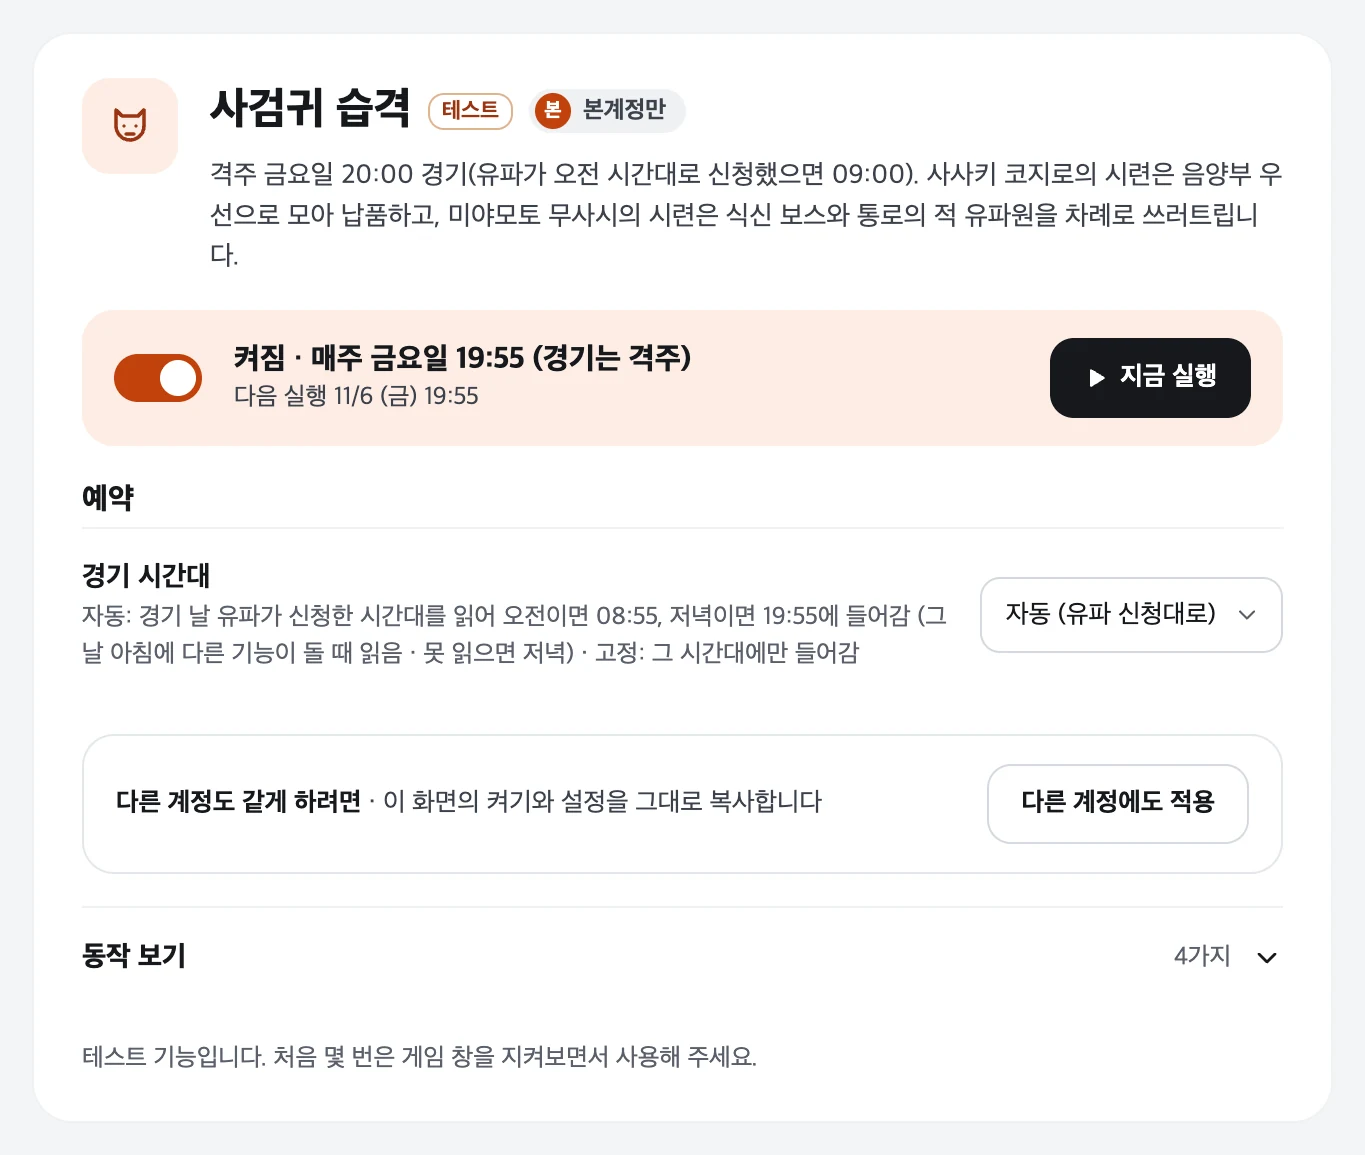 사검귀 습격 테스트 본 본계정만
격주 금요일 20:00 경기(유파가 오전 시간대로 신청했으면 09:00). 사사키 코지로의 시련은 음양부 우
선으로 모아 납품하고, 미야모토 무사시의 시련은 식신 보스와 통로의 적 유파원을 차례로 쓰러트립니
다.
켜짐 · 매주 금요일 19:55 (경기는 격주)
다음 실행 11/6 (금) 19:55
지금 실행
예약
경기 시간대
자동: 경기 날 유파가 신청한 시간대를 읽어 오전이면 08:55, 저녁이면 19:55에 들어감 (그
날 아침에 다른 기능이 돌 때 읽음 · 못 읽으면 저녁) · 고정: 그 시간대에만 들어감
자동 (유파 신청대로)
다른 계정도 같게 하려면 · 이 화면의 켜기와 설정을 그대로 복사합니다
다른 계정에도 적용
동작 보기
4가지
테스트 기능입니다. 처음 몇 번은 게임 창을 지켜보면서 사용해 주세요.